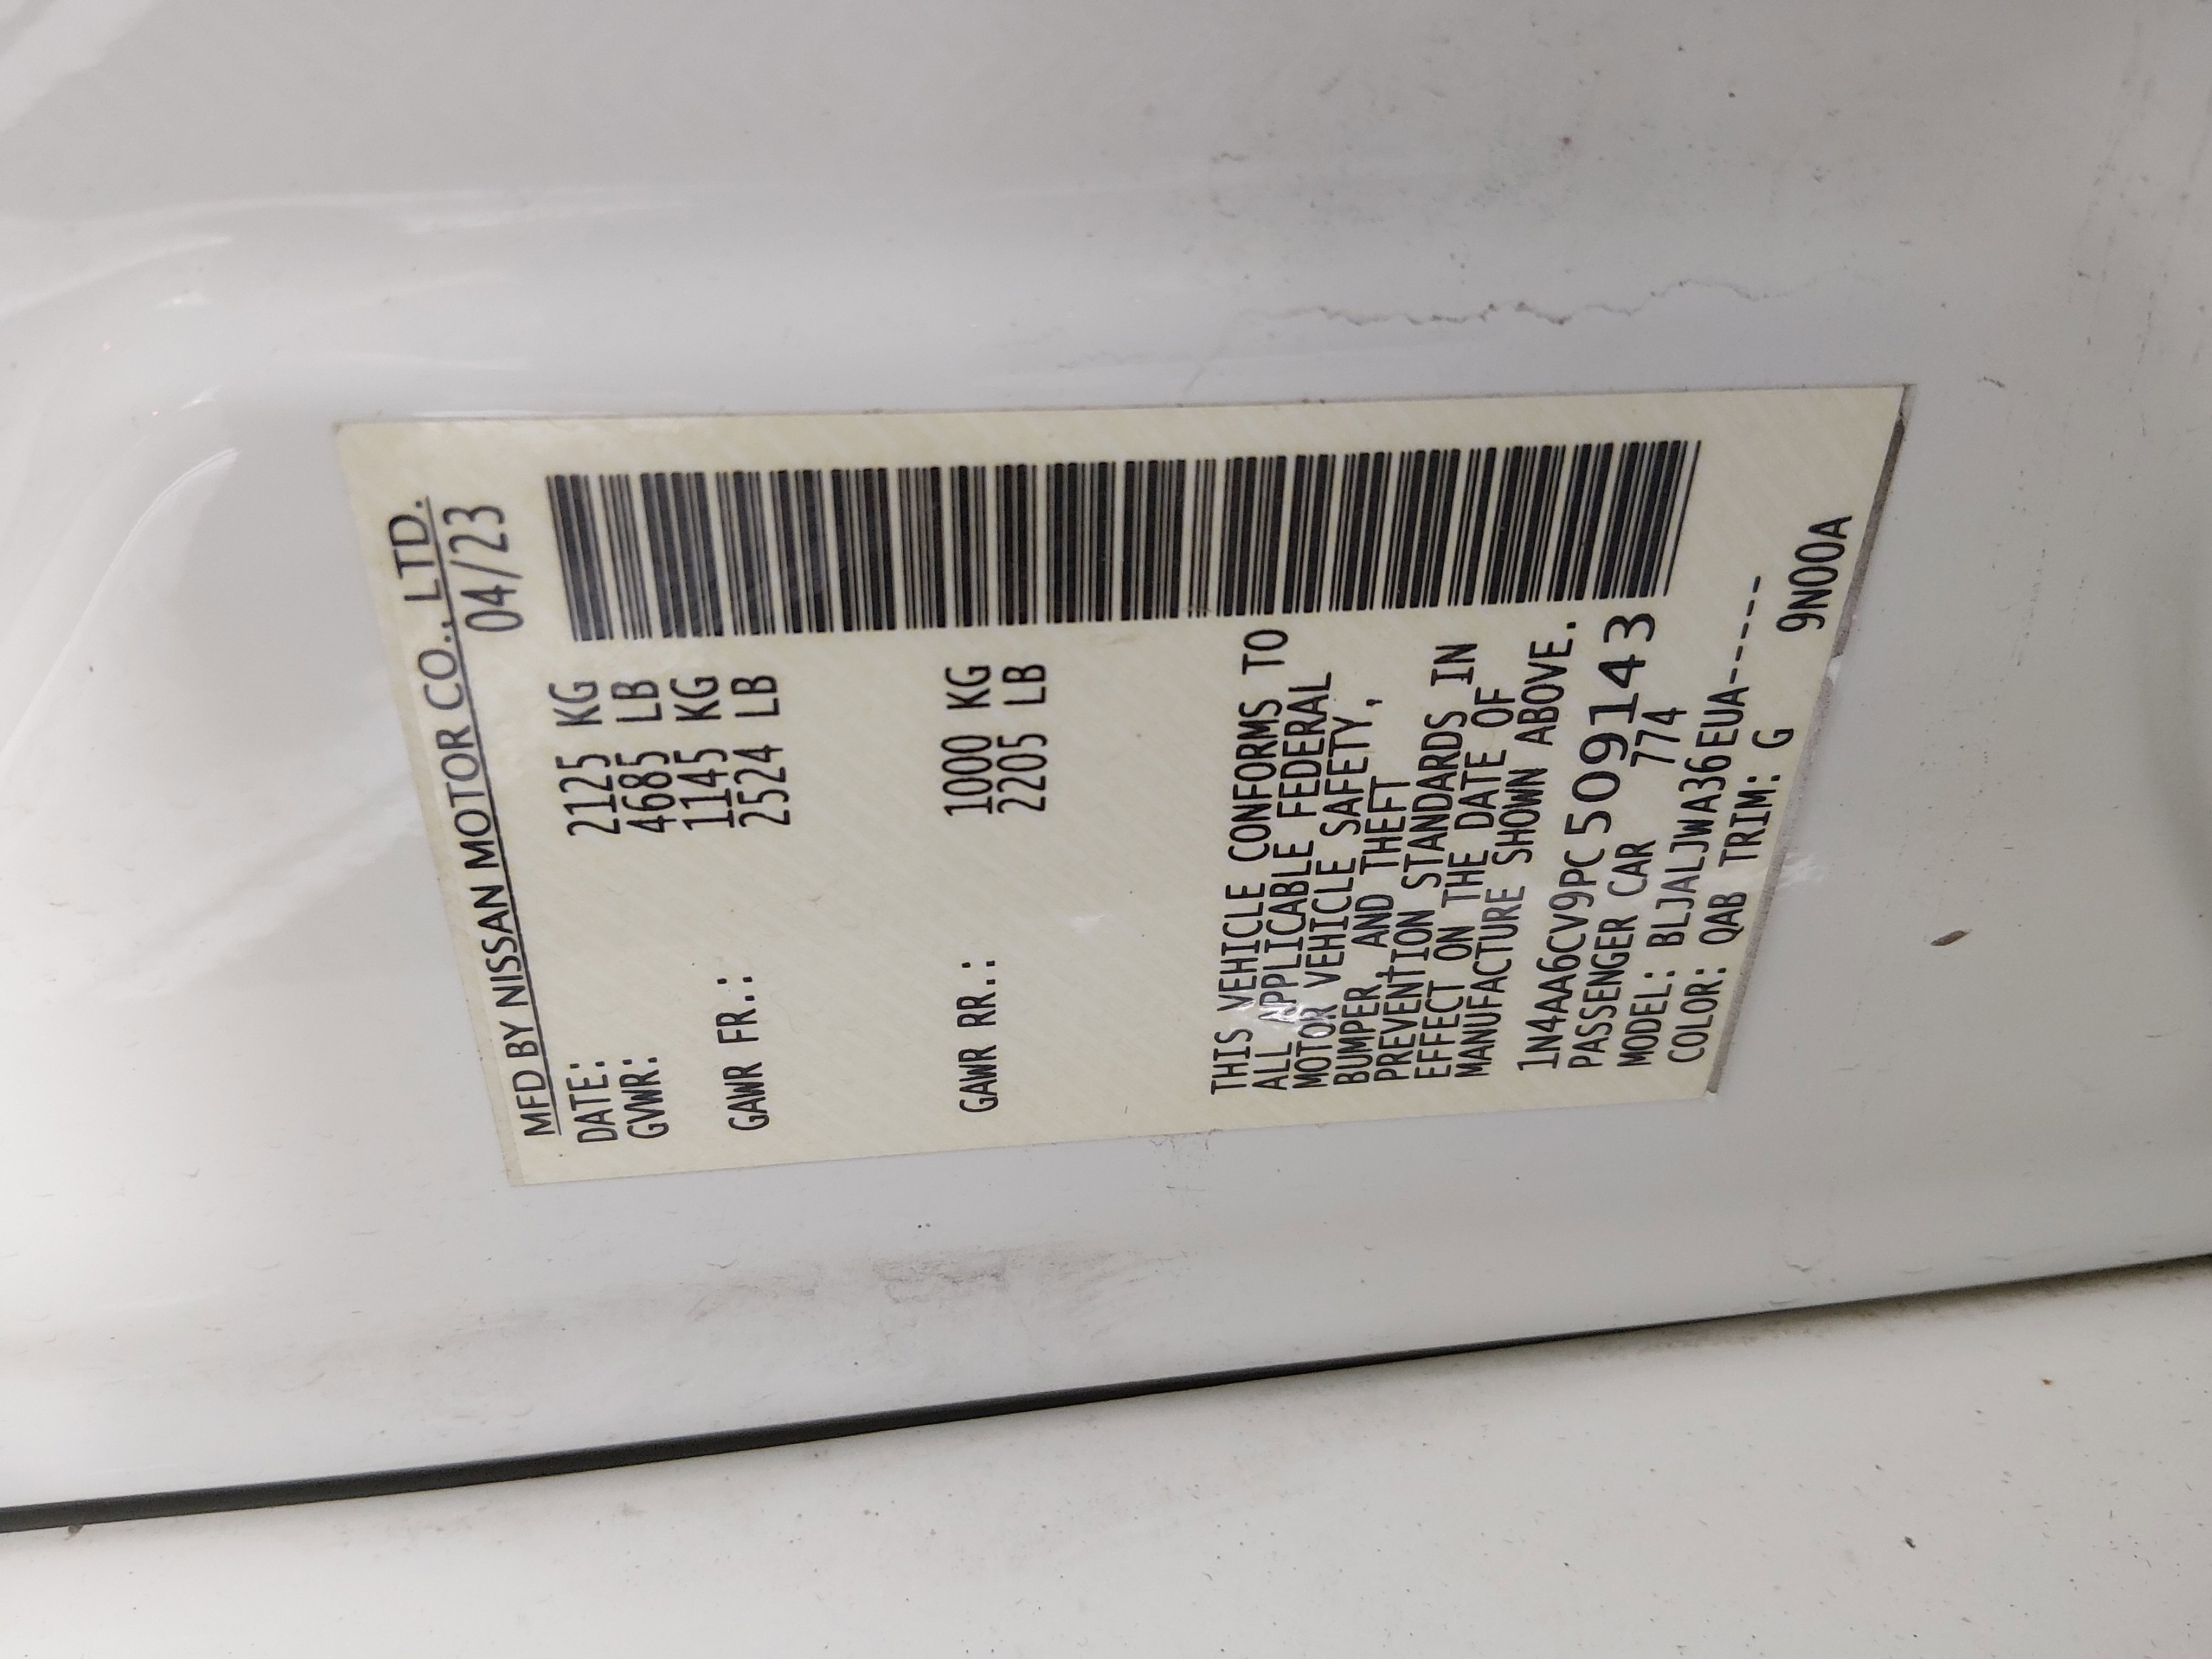 MFD BY NISSAN MOTOR CO., LTD.
DATE: 04/23
GVWR: 2125 KG
4685 LB
GAWR FR.: 1145 KG
2524 LB
GAWR RR.: 1000 KG
2205 LB
THIS VEHICLE CONFORMS TO
ALL APPLICABLE FEDERAL
MOTOR VEHICLE SAFETY,
BUMPER, AND THEFT
PREVENTION STANDARDS IN
EFFECT ON THE DATE OF
MANUFACTURE SHOWN ABOVE.
1N4AA6CV9PC509143
PASSENGER CAR 774
MODEL: BLJALJWA36EUA-----
COLOR: QAB TRIM: G
9N00A